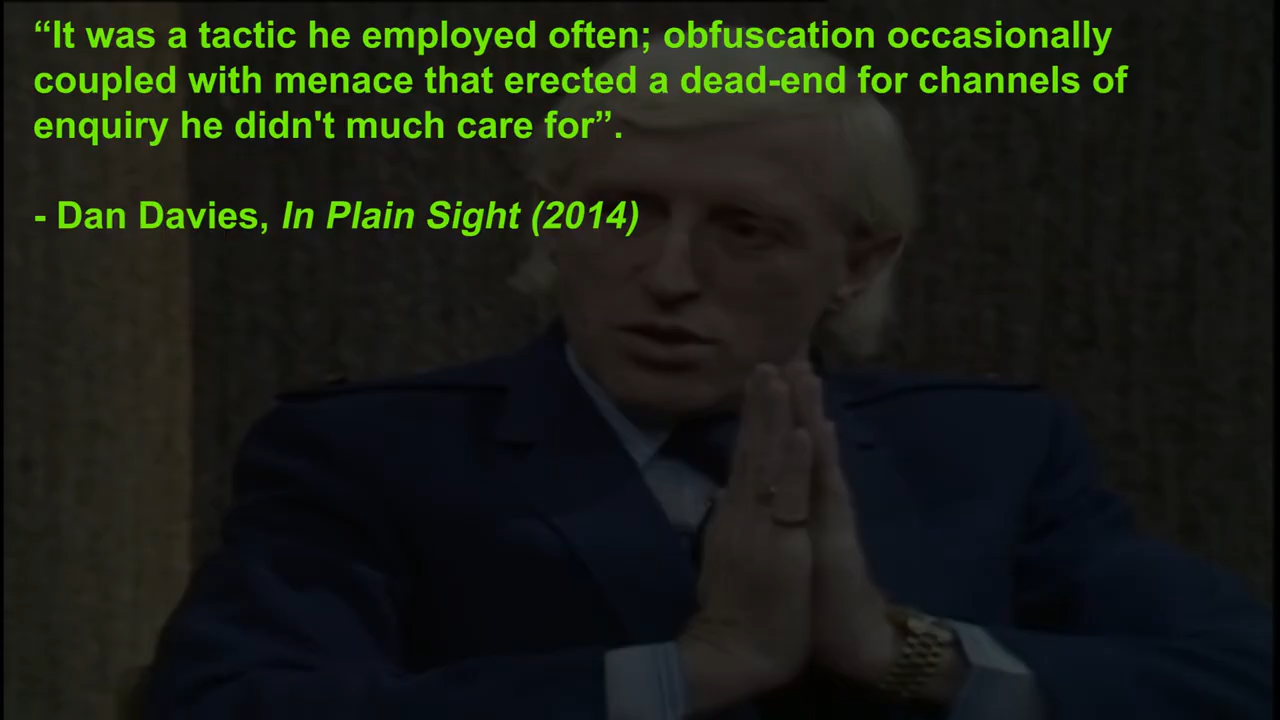 “It was a tactic he employed often; obfuscation occasionally
coupled with menace that erected a dead-end for channels of
enquiry he didn't much care for”.
- Dan Davies, In Plain Sight (2014)